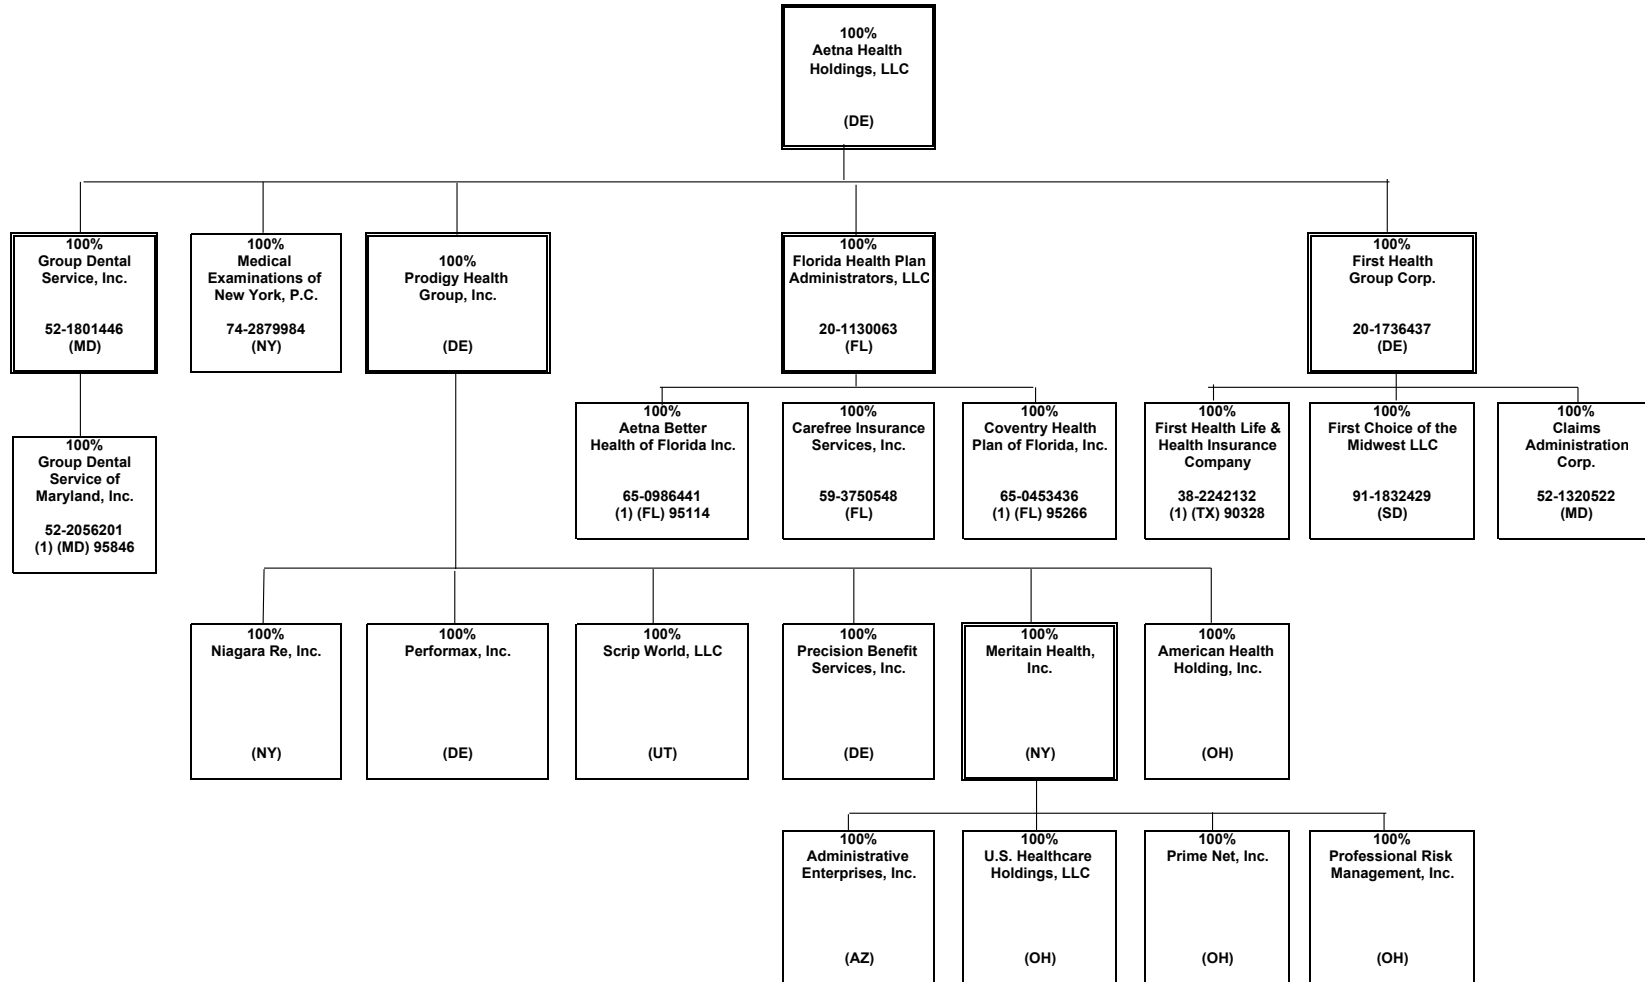 100%
Aetna Health
Holdings, LLC
(DE)
100%
Group Dental
Service, Inc.
52-1801446
(MD)
100%
Medical
Examinations of
New York, P.C.
74-2879984
(NY)
100%
Prodigy Health
Group, Inc.
(DE)
100%
Florida Health Plan
Administrators, LLC
20-1130063
(FL)
100%
First Health
Group Corp.
20-1736437
(DE)
100%
Group Dental
Service of
Maryland, Inc.
52-2056201
(1) (MD) 95846
100%
Aetna Better
Health of Florida Inc.
65-0986441
(1) (FL) 95114
100%
Carefree Insurance
Services, Inc.
59-3750548
(FL)
100%
Coventry Health
Plan of Florida, Inc.
65-0453436
(1) (FL) 95266
100%
First Health Life &
Health Insurance
Company
38-2242132
(1) (TX) 90328
100%
First Choice of the
Midwest LLC
91-1832429
(SD)
100%
Claims
Administration
Corp.
52-1320522
(MD)
100%
Niagara Re, Inc.
(NY)
100%
Performax, Inc.
(DE)
100%
Scrip World, LLC
(UT)
100%
Precision Benefit
Services, Inc.
(DE)
100%
Meritain Health,
Inc.
(NY)
100%
American Health
Holding, Inc.
(OH)
100%
Administrative
Enterprises, Inc.
(AZ)
100%
U.S. Healthcare
Holdings, LLC
(OH)
100%
Prime Net, Inc.
(OH)
100%
Professional Risk
Management, Inc.
(OH)